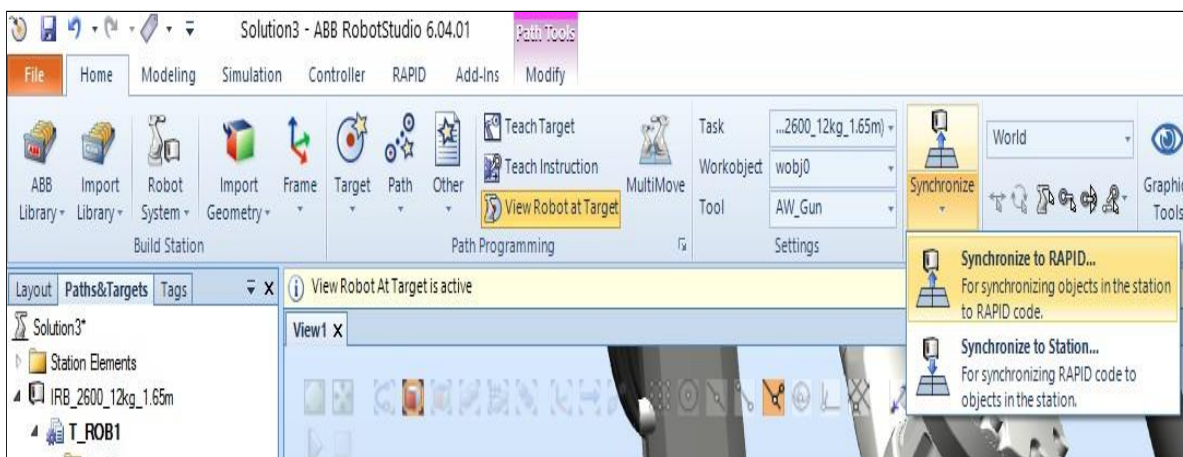 Solution3 - ABB RobotStudio 6.04.01
Path Tools
File Home Modeling Simulation Controller RAPID Add-Ins Modify
ABB Library
Import Library
Robot System
Import Geometry
Frame
Target
Path
Other
Teach Target
Teach Instruction
View Robot at Target
MultiMove
Task ...2600_12kg_1.65m)
Workobject wobj0
Tool AW_Gun
Synchronize
World
Graphic
Tools
Build Station
Path Programming
Settings
Synchronize to RAPID...
For synchronizing objects in the station
to RAPID code.
Synchronize to Station...
For synchronizing RAPID code to
objects in the station.
Layout Paths&Targets Tags
View Robot At Target is active
View1
Solution3*
Station Elements
IRB_2600_12kg_1.65m
T_ROB1